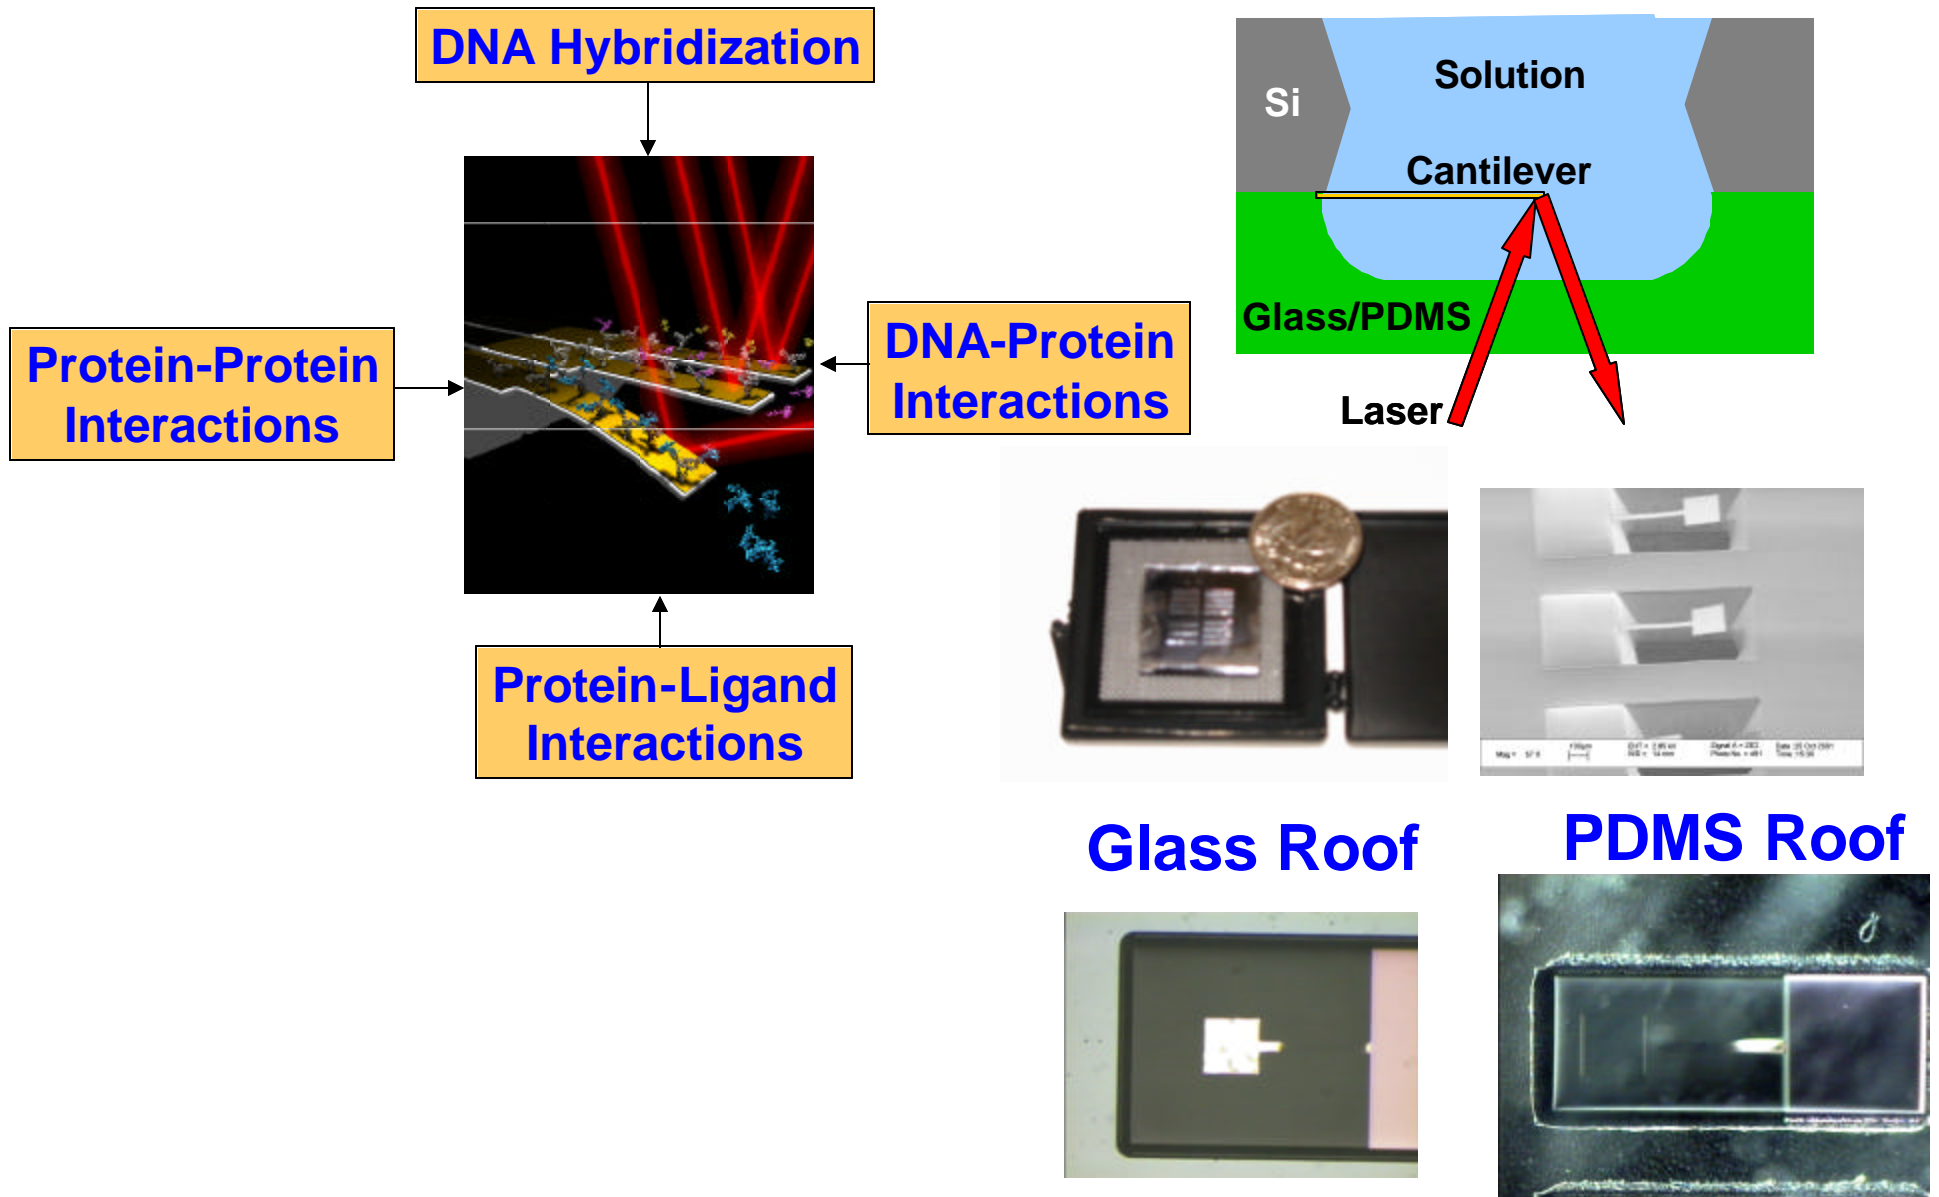 DNA Hybridization
Protein-Protein
Interactions
DNA-Protein
Interactions
Protein-Ligand
Interactions
Solution
Si
Cantilever
Glass/PDMS
Laser
Glass Roof
PDMS Roof